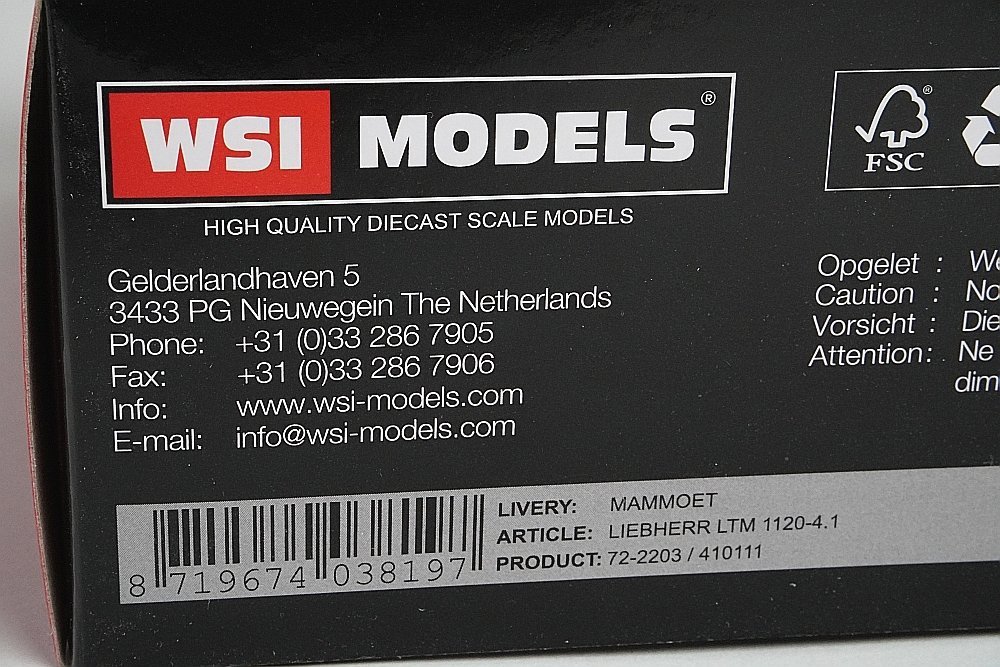 WSI MODELS®
HIGH QUALITY DIECAST SCALE MODELS
FSC®
Gelderlandhaven 5
3433 PG Nieuwegein The Netherlands
Phone: +31 (0)33 286 7905
Fax: +31 (0)33 286 7906
Info: www.wsi-models.com
E-mail: info@wsi-models.com
Opgelet :
Caution :
Vorsicht :
Attention: Ne
LIVERY: MAMMOET
ARTICLE: LIEBHERR LTM 1120-4.1
PRODUCT: 72-2203 / 410111
8 719674 038197